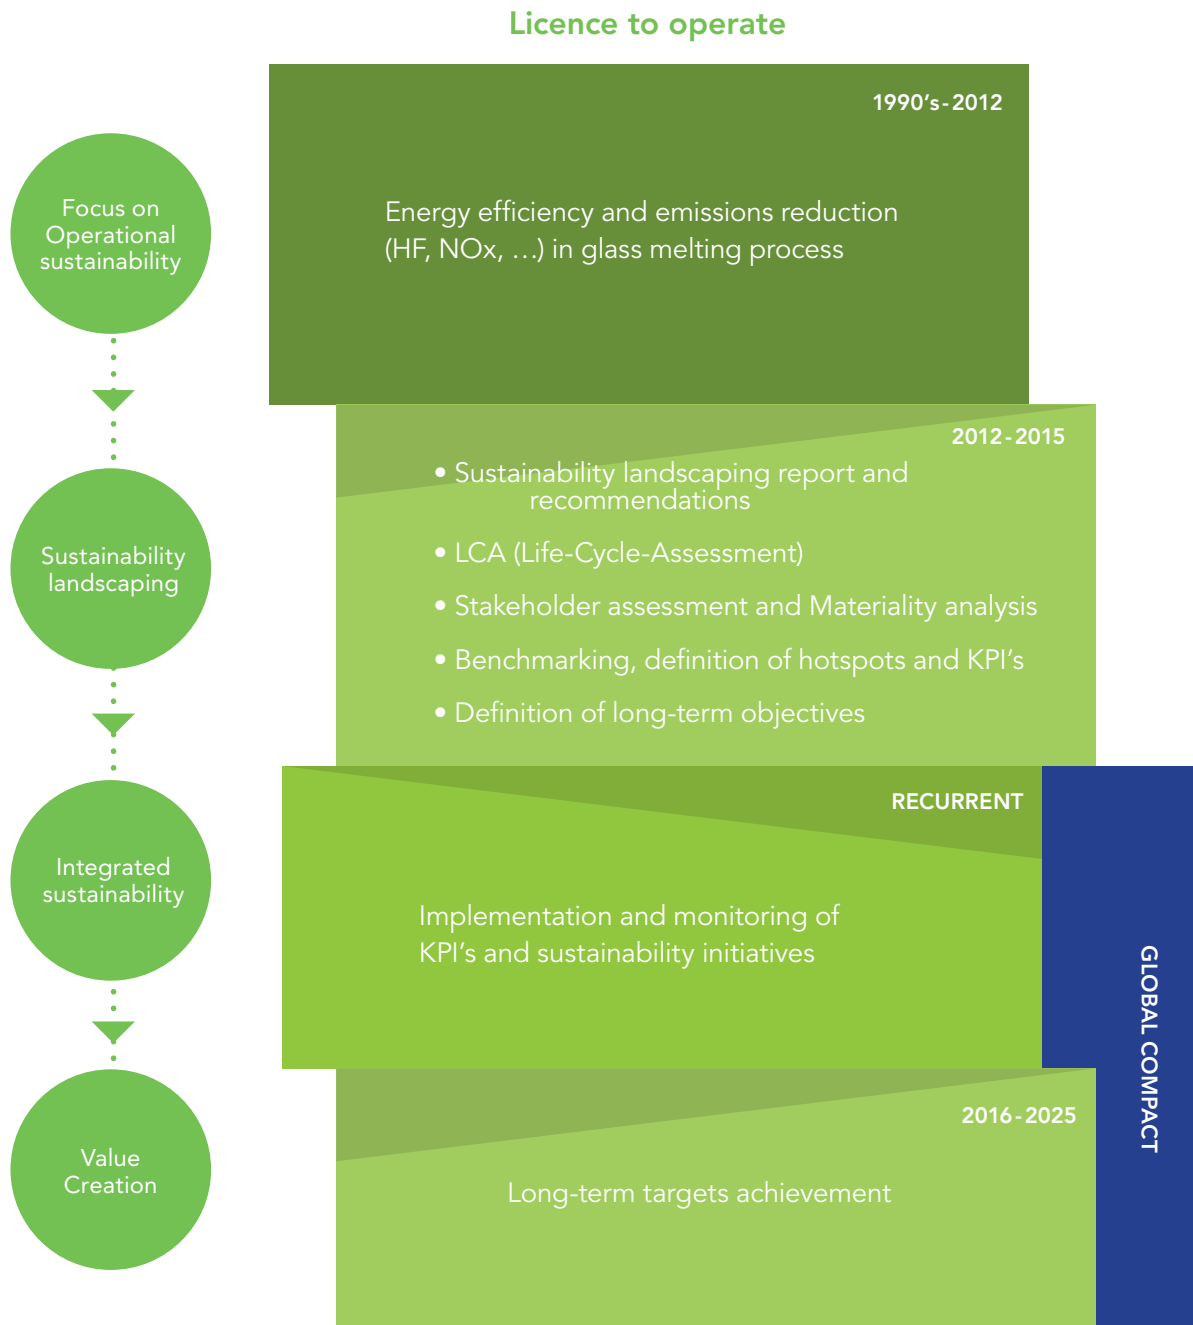 Licence to operate
1990's-2012
Focus on
Operational
sustainability
Energy efficiency and emissions reduction
(HF, NOx, …) in glass melting process
2012-2015
Sustainability
landscaping
• Sustainability landscaping report and
recommendations
• LCA (Life-Cycle-Assessment)
• Stakeholder assessment and Materiality analysis
• Benchmarking, definition of hotspots and KPI's
• Definition of long-term objectives
RECURRENT
Integrated
sustainability
Implementation and monitoring of
KPI's and sustainability initiatives
GLOBAL COMPACT
2016-2025
Value
Creation
Long-term targets achievement